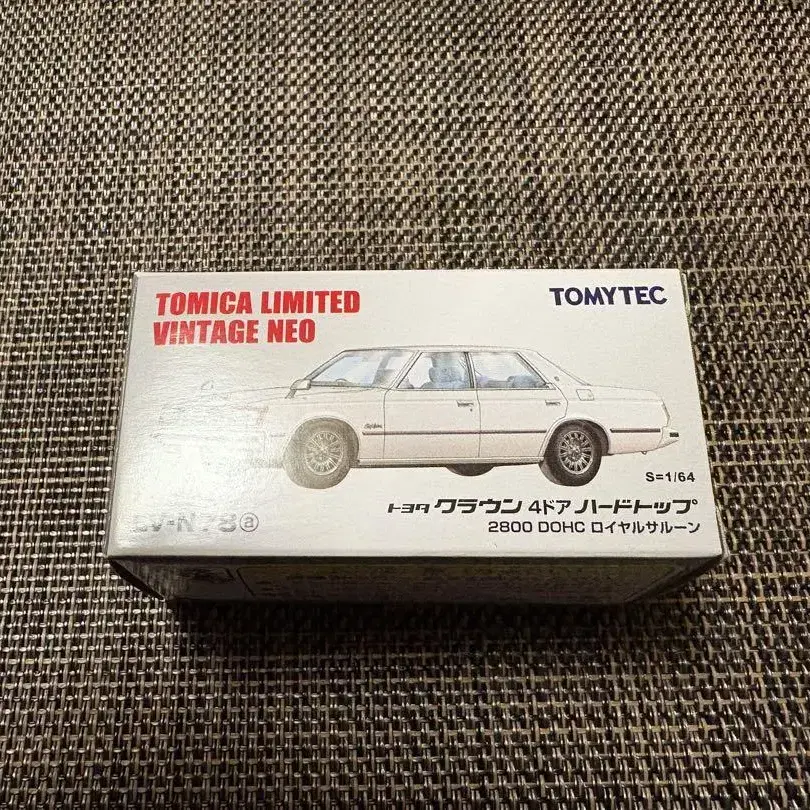 TOMICA LIMITED
VINTAGE NEO
TOMYTEC
S=1/64
LV-N78ⓐ
トヨタ クラウン 4ドア ハードトップ
2800 DOHC ロイヤルサルーン